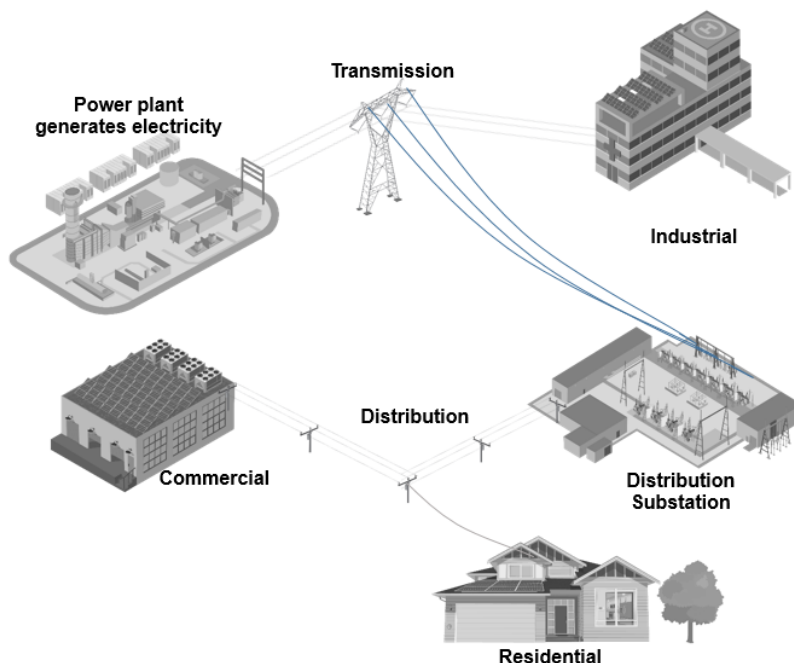 Transmission
Power plant
generates electricity
Industrial
Distribution
Commercial
Distribution
Substation
Residential